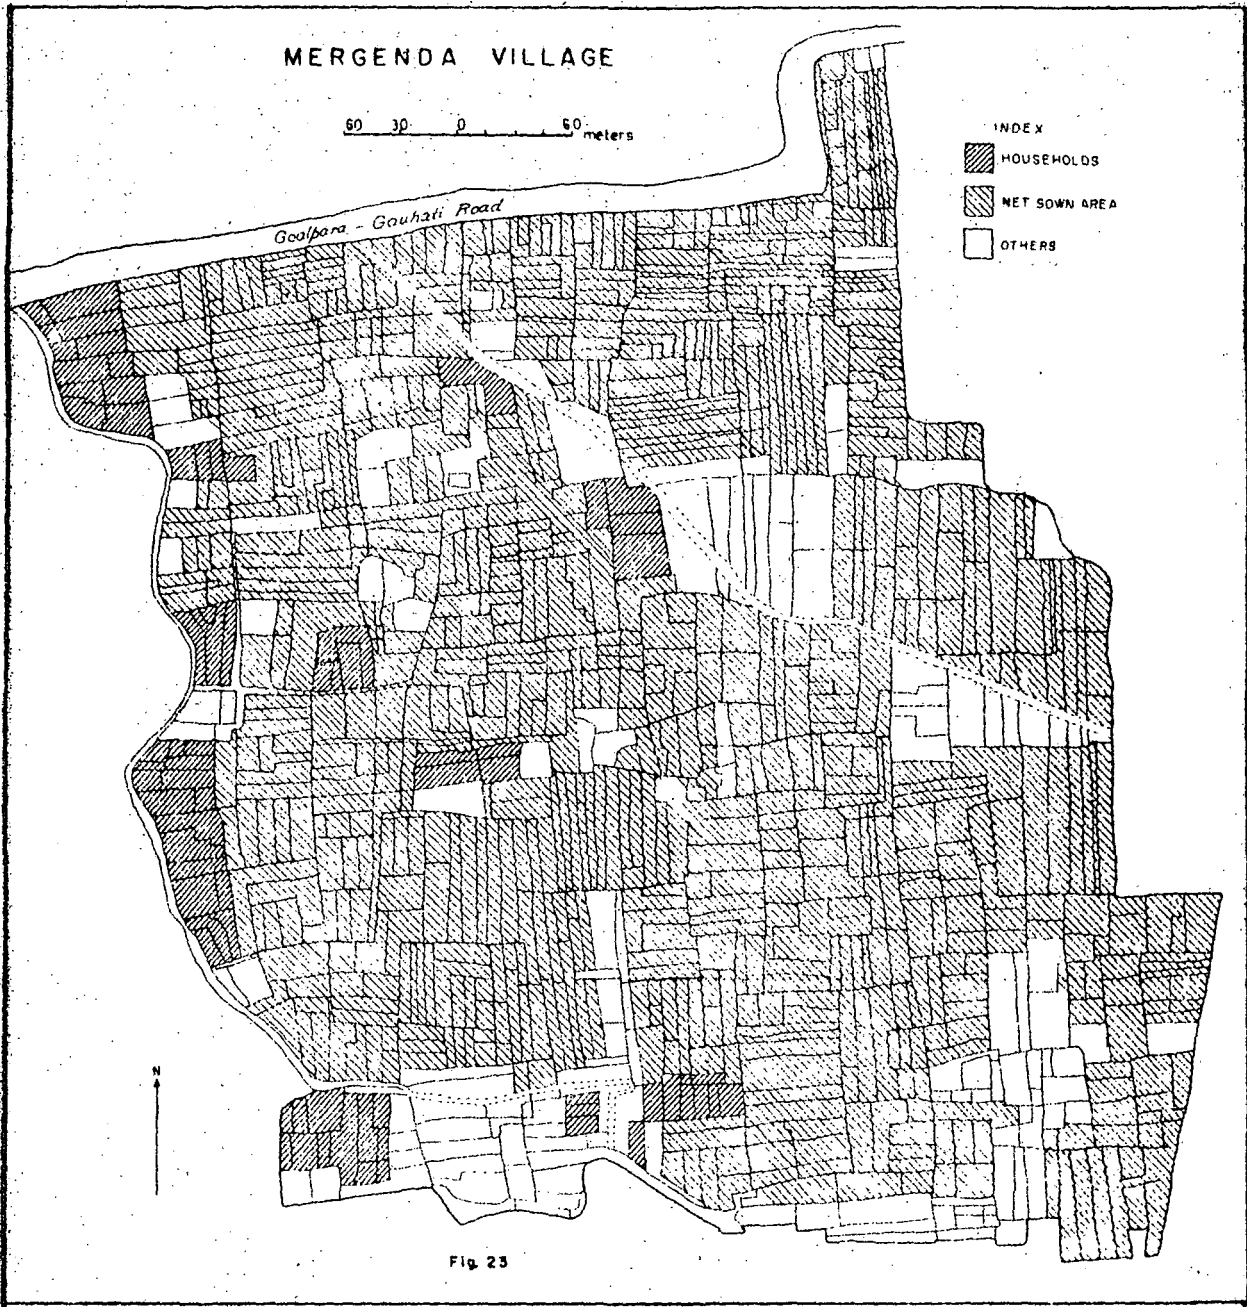 MERGENDA VILLAGE
60 30 0 60 meters
INDEX
HOUSEHOLDS
NET SOWN AREA
OTHERS
Goalpara - Gauhati Road
N
Fig. 23